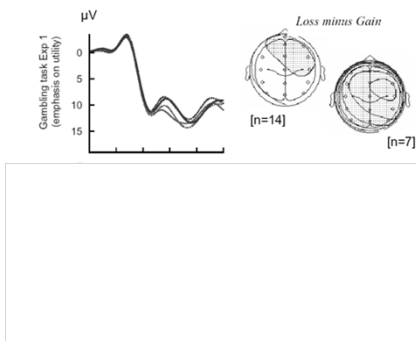 µV
Loss minus Gain
Gambling task Exp 1
(emphasis on utility)
0
5
10
15
[n=14]
[n=7]